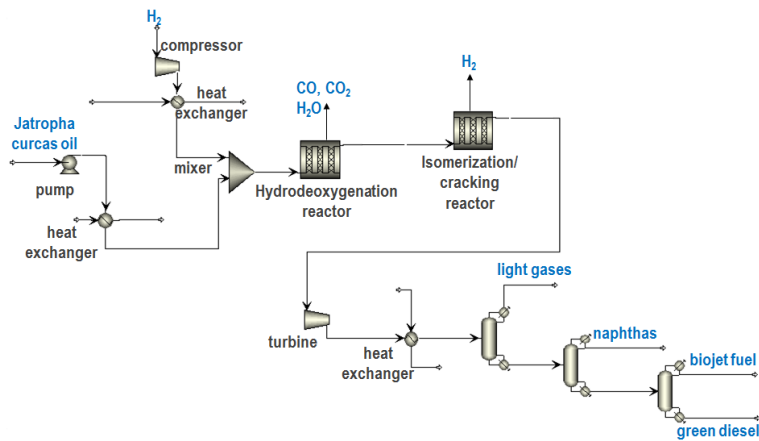 H₂
compressor
heat
exchanger
Jatropha
curcas oil
pump
mixer
heat
exchanger
CO, CO₂
H₂O
Hydrodeoxygenation
reactor
H₂
Isomerization/
cracking
reactor
turbine
heat
exchanger
light gases
naphthas
biojet fuel
green diesel